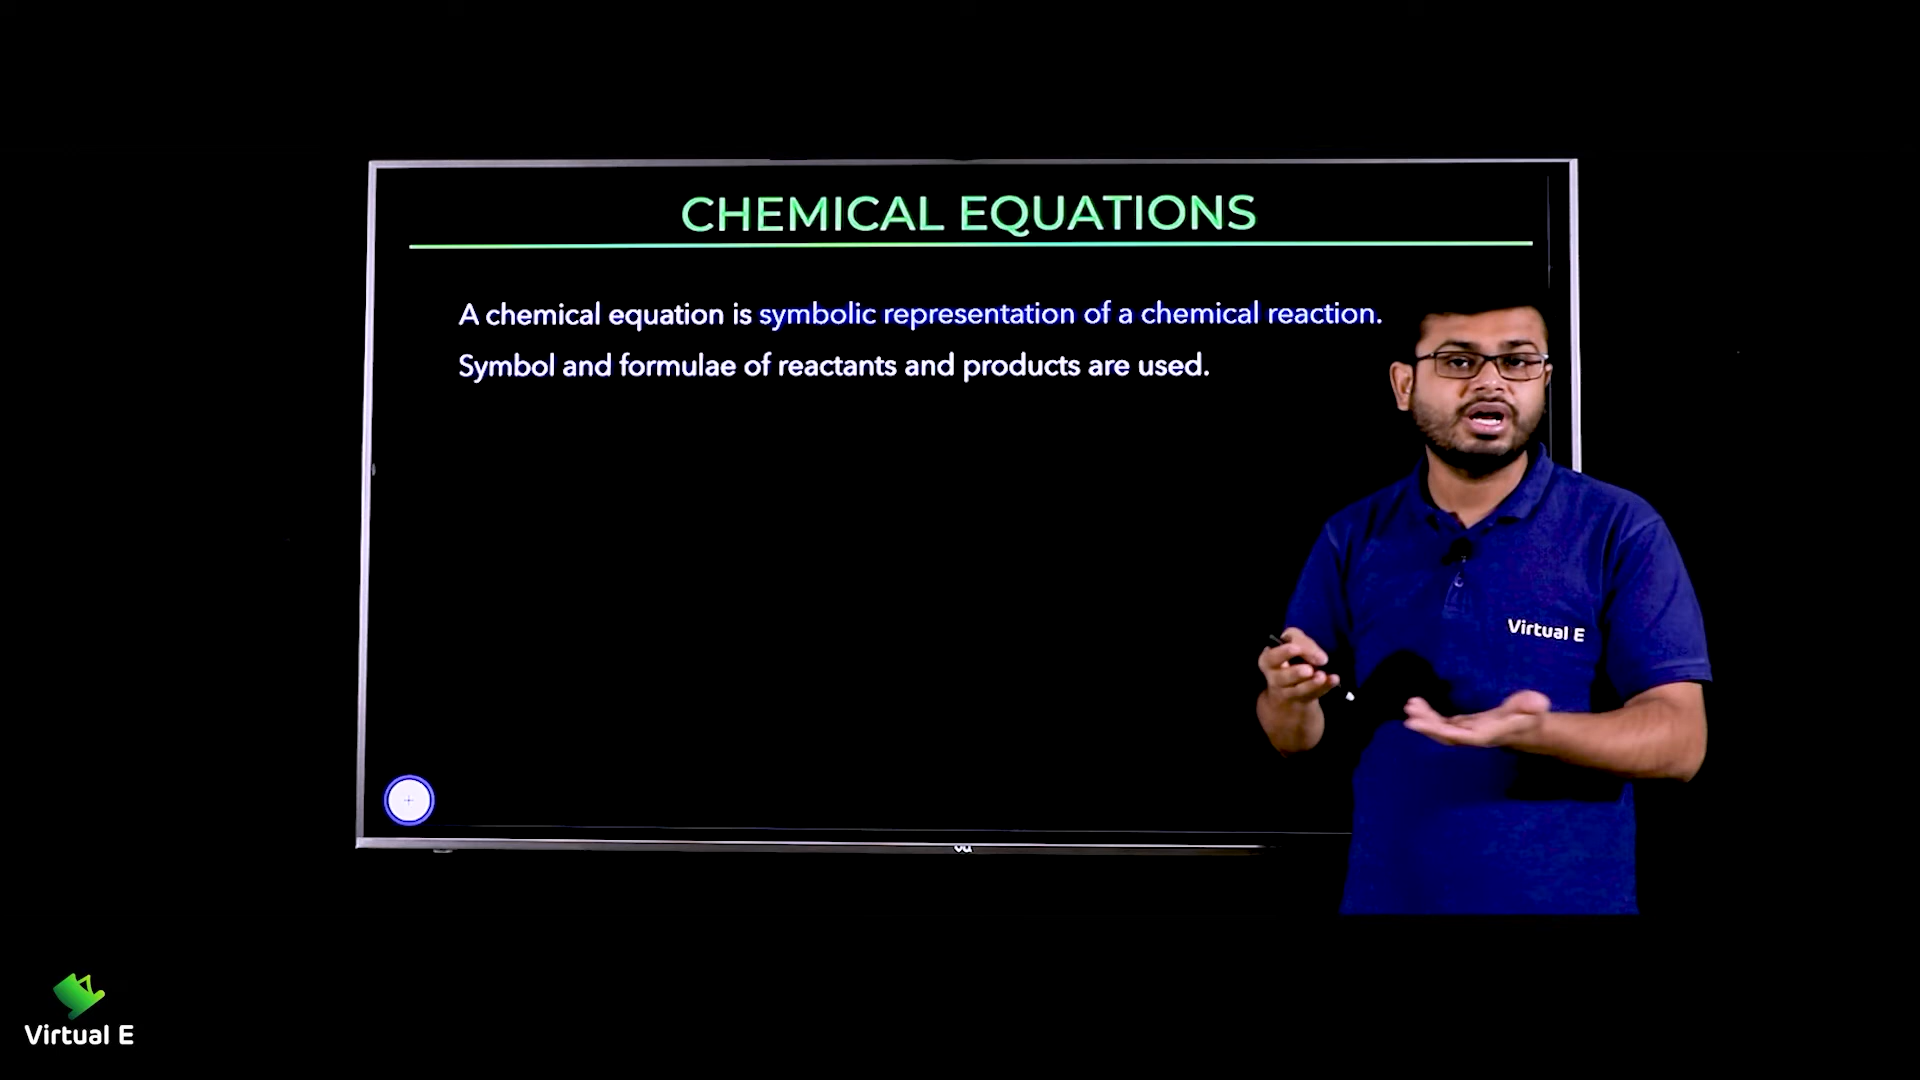 CHEMICAL EQUATIONS
A chemical equation is symbolic representation of a chemical reaction.
Symbol and formulae of reactants and products are used.
Virtual E
Virtual E